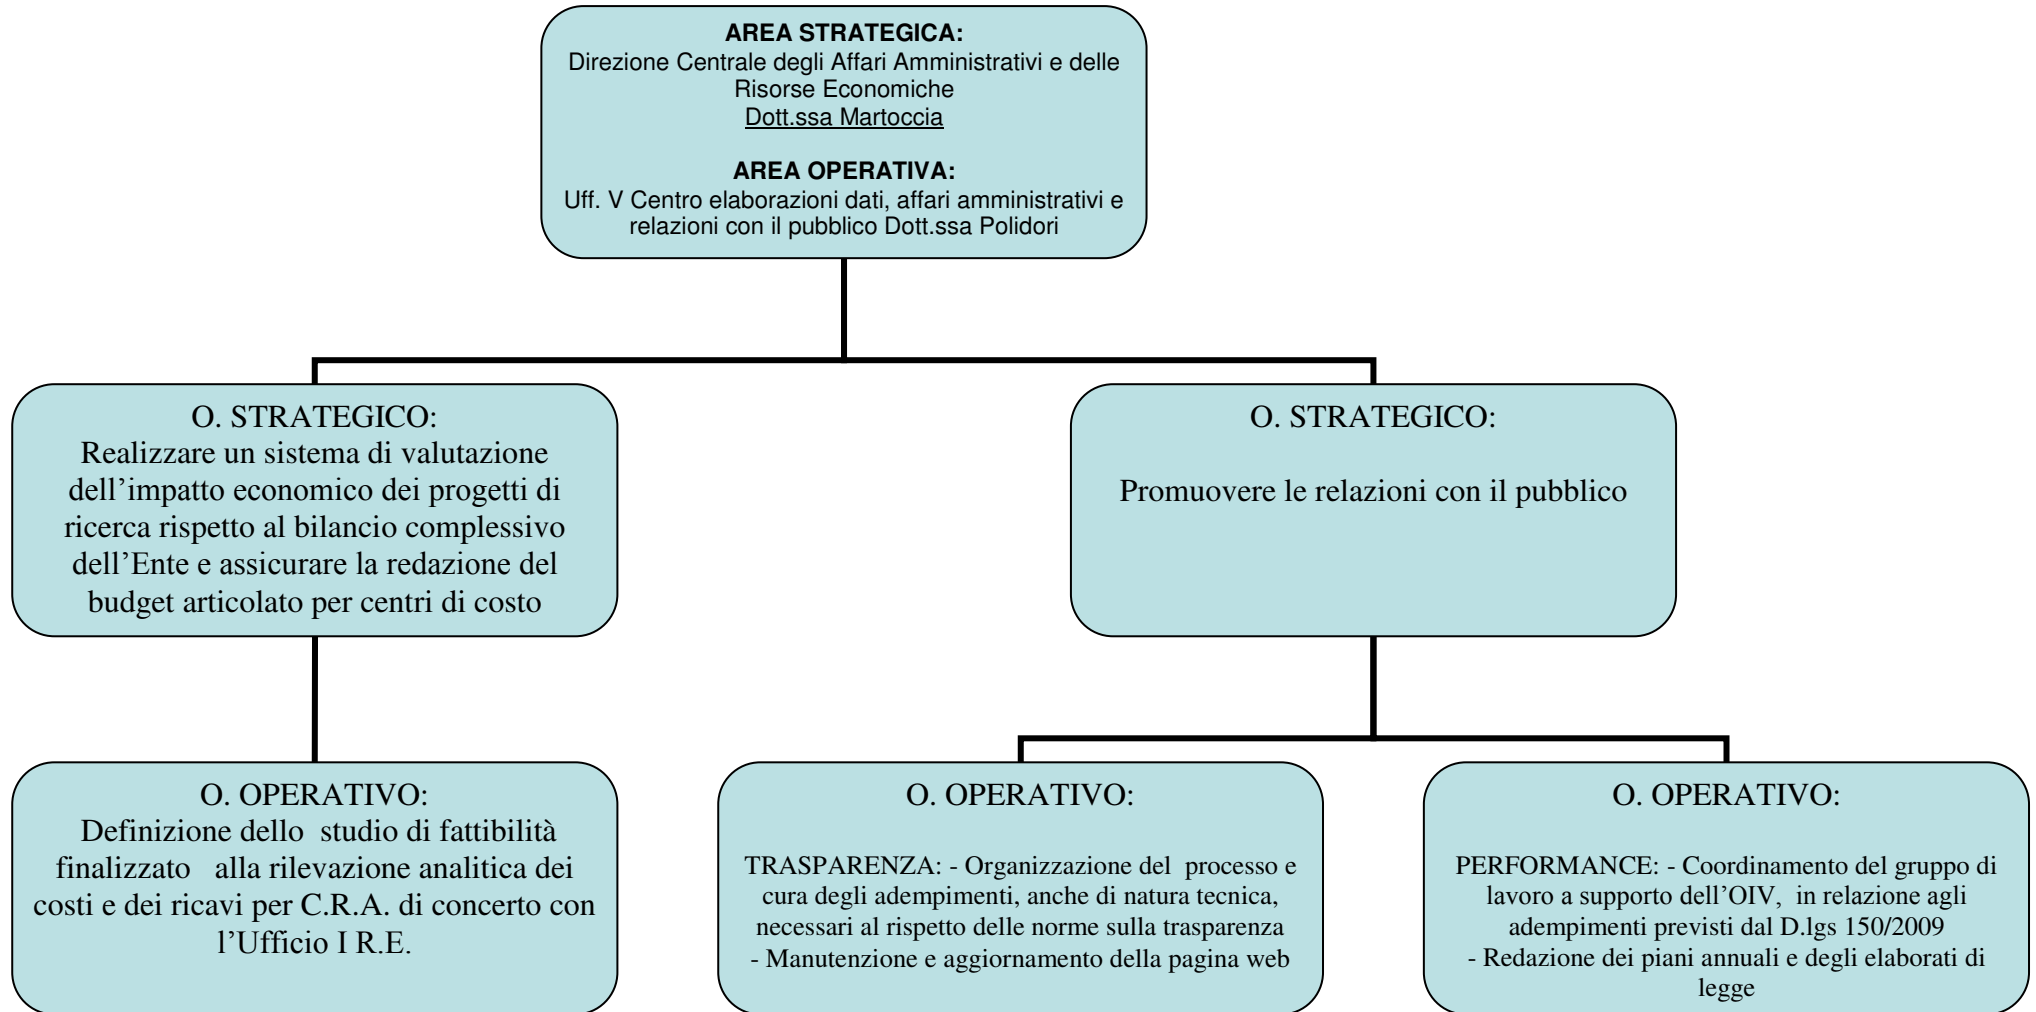 AREA STRATEGICA:
Direzione Centrale degli Affari Amministrativi e delle
Risorse Economiche
Dott.ssa Martoccia
AREA OPERATIVA:
Uff. V Centro elaborazioni dati, affari amministrativi e
relazioni con il pubblico Dott.ssa Polidori
O. STRATEGICO:
Realizzare un sistema di valutazione
dell’impatto economico dei progetti di
ricerca rispetto al bilancio complessivo
dell’Ente e assicurare la redazione del
budget articolato per centri di costo
O. STRATEGICO:
Promuovere le relazioni con il pubblico
O. OPERATIVO:
Definizione dello studio di fattibilità
finalizzato alla rilevazione analitica dei
costi e dei ricavi per C.R.A. di concerto con
l’Ufficio I R.E.
O. OPERATIVO:
TRASPARENZA: - Organizzazione del processo e
cura degli adempimenti, anche di natura tecnica,
necessari al rispetto delle norme sulla trasparenza
- Manutenzione e aggiornamento della pagina web
O. OPERATIVO:
PERFORMANCE: - Coordinamento del gruppo di
lavoro a supporto dell’OIV, in relazione agli
adempimenti previsti dal D.lgs 150/2009
- Redazione dei piani annuali e degli elaborati di
legge